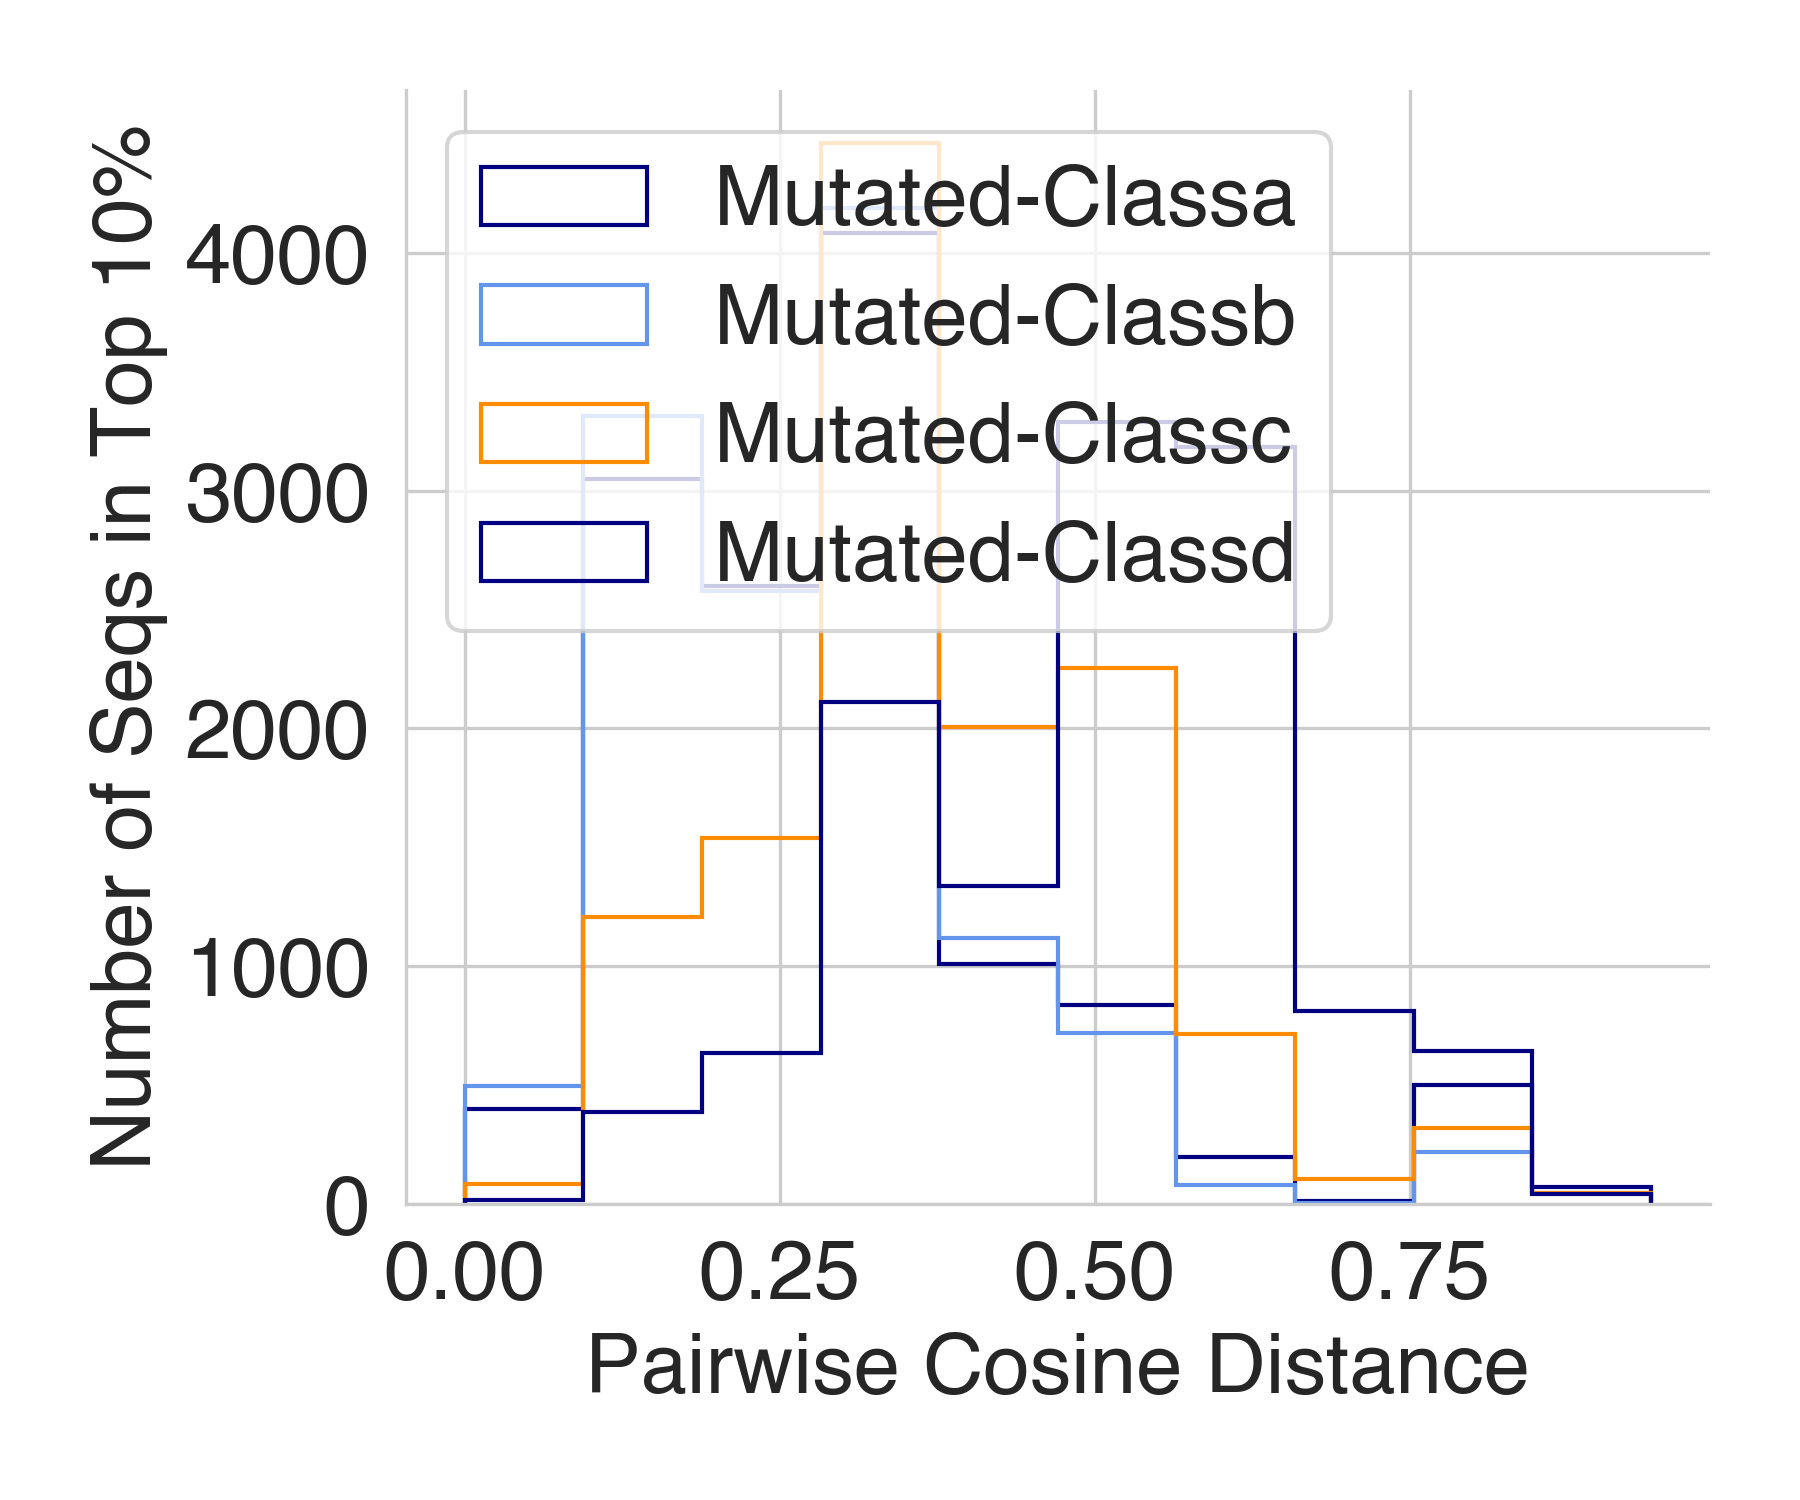 Number of Seqs in Top 10%
4000
3000
2000
1000
0
Mutated-Classa
Mutated-Classb
Mutated-Classc
Mutated-Classd
0.00 0.25 0.50 0.75
Pairwise Cosine Distance